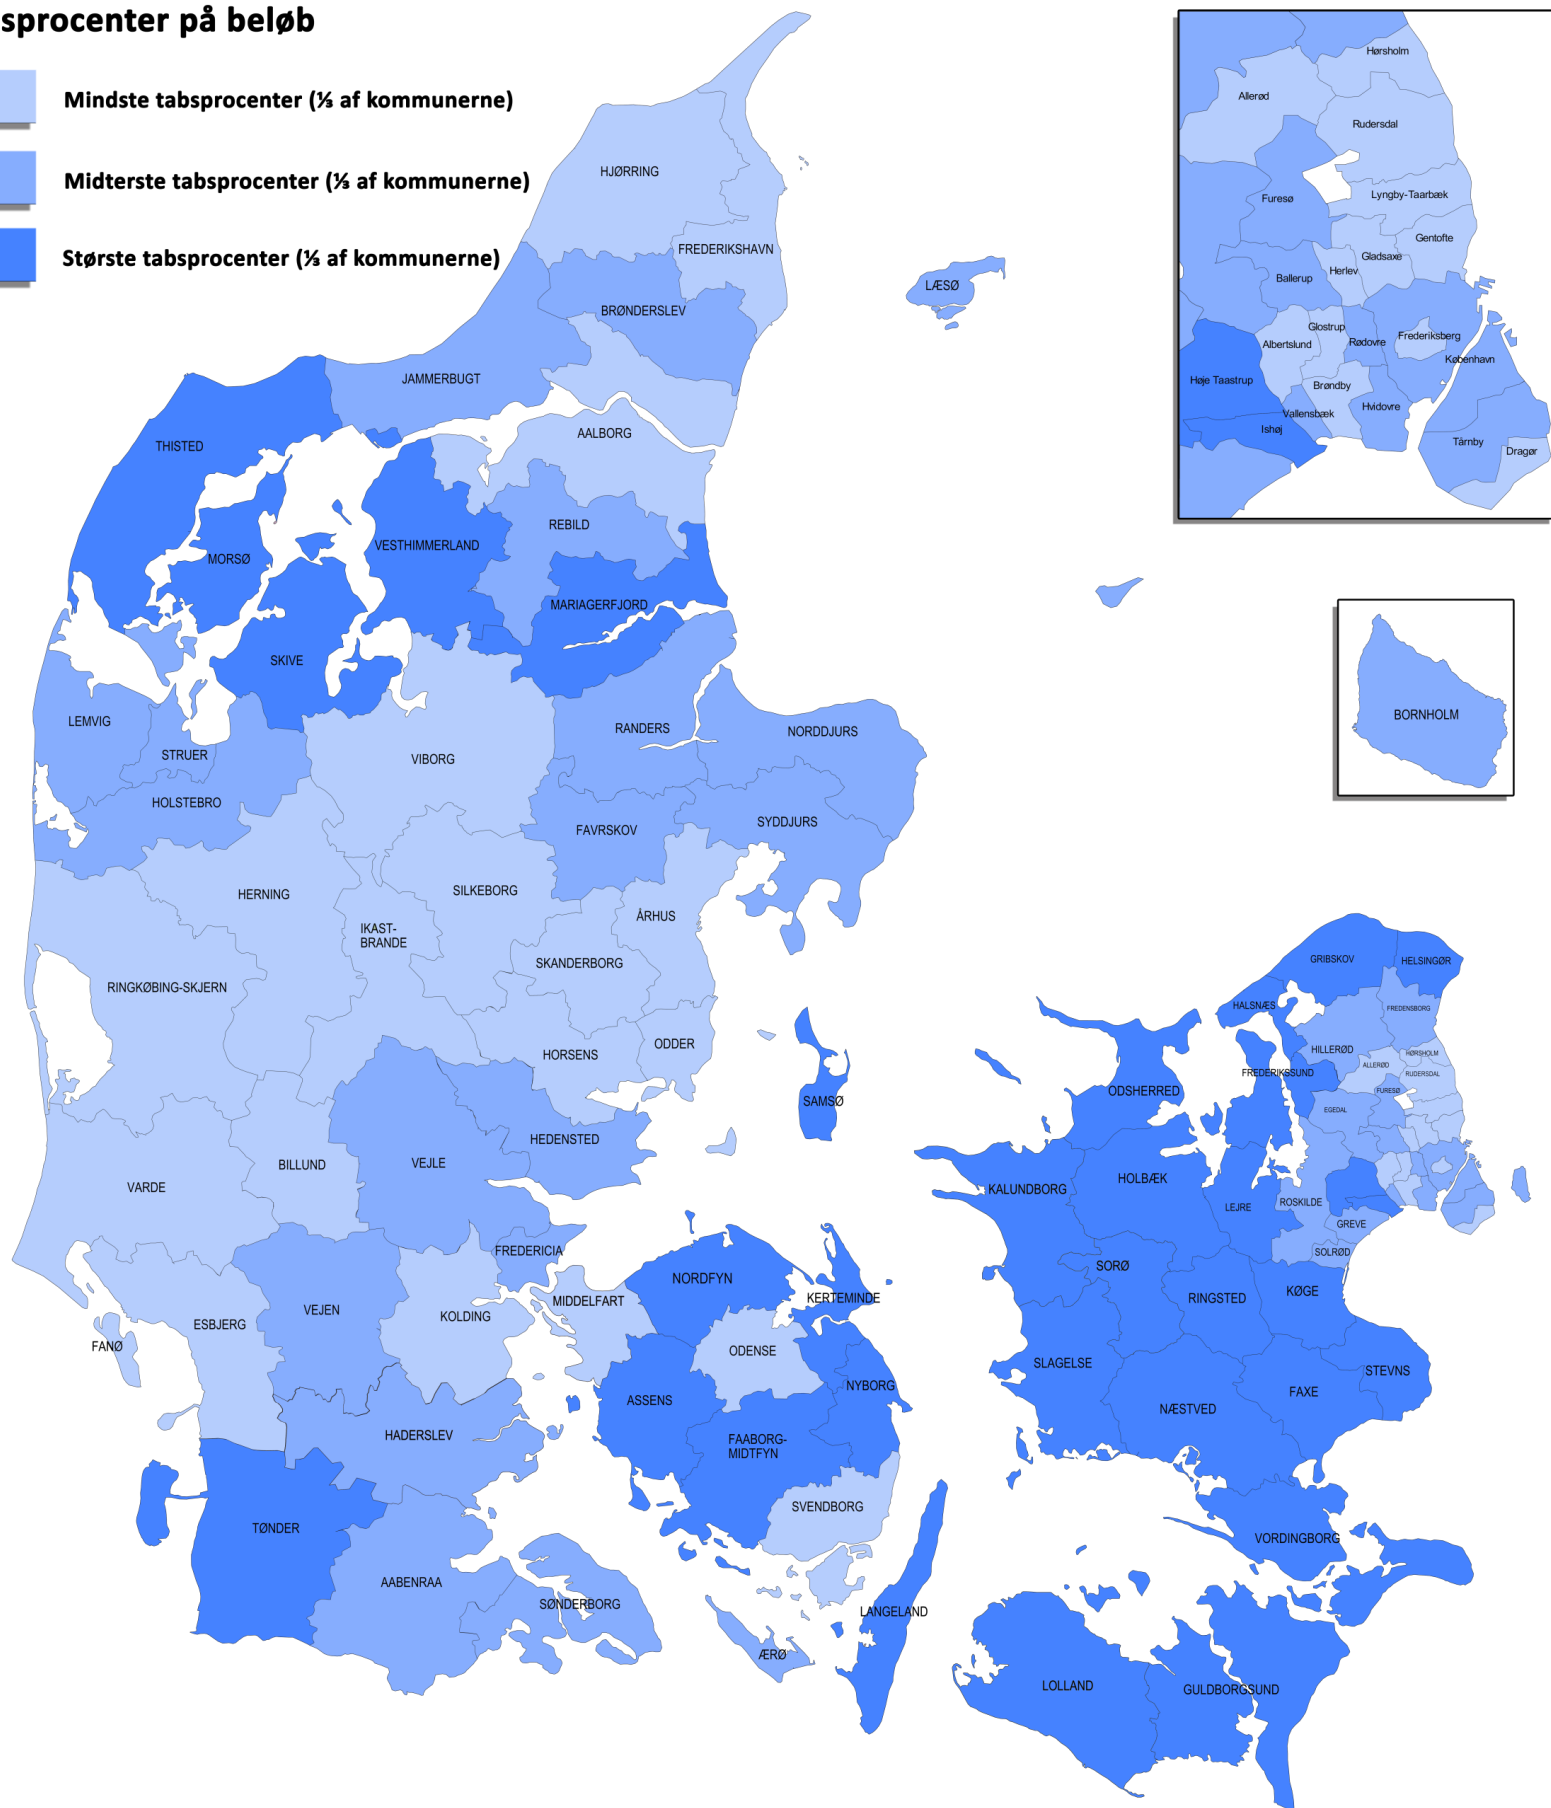 sprocenter på beløb
Mindste tabsprocenter (⅓ af kommunerne)
Midterste tabsprocenter (⅓ af kommunerne)
Største tabsprocenter (⅓ af kommunerne)
Hørsholm
Allerød
Rudersdal
Lyngby-Taarbæk
Furesø
Gentofte
Gladsaxe
Herlev
Ballerup
Glostrup
Frederiksberg
Rødovre
Albertslund
København
Høje Taastrup
Brøndby
Hvidovre
Vallensbæk
Ishøj
Tårnby
Dragør
HJØRRING
FREDERIKSHAVN
LÆSØ
BRØNDERSLEV
JAMMERBUGT
AALBORG
THISTED
REBILD
VESTHIMMERLAND
MORSØ
MARIAGERFJORD
SKIVE
LEMVIG
RANDERS
NORDDJURS
STRUER
VIBORG
HOLSTEBRO
SYDDJURS
FAVRSKOV
BORNHOLM
HERNING
SILKEBORG
ÅRHUS
IKAST-
BRANDE
SKANDERBORG
RINGKØBING-SKJERN
ODDER
HORSENS
SAMSØ
HEDENSTED
VEJLE
BILLUND
VARDE
FREDERICIA
VEJEN
KOLDING
ESBJERG
FANØ
HADERSLEV
TØNDER
AABENRAA
SØNDERBORG
NORDFYN
MIDDELFART
KERTEMINDE
ODENSE
NYBORG
ASSENS
FAABORG-
MIDTFYN
SVENDBORG
LANGELAND
ÆRØ
GRIBSKOV
HELSINGØR
HALSNÆS
FREDENSBORG
HILLERØD
HØRSHOLM
ALLERØD
RUDERSDAL
FREDERIKSSUND
FURESØ
ODSHERRED
EGEDAL
HOLBÆK
KALUNDBORG
LEJRE
ROSKILDE
GREVE
SOLRØD
SORØ
RINGSTED
KØGE
SLAGELSE
STEVNS
FAXE
NÆSTVED
VORDINGBORG
LOLLAND
GULDBORGSUND